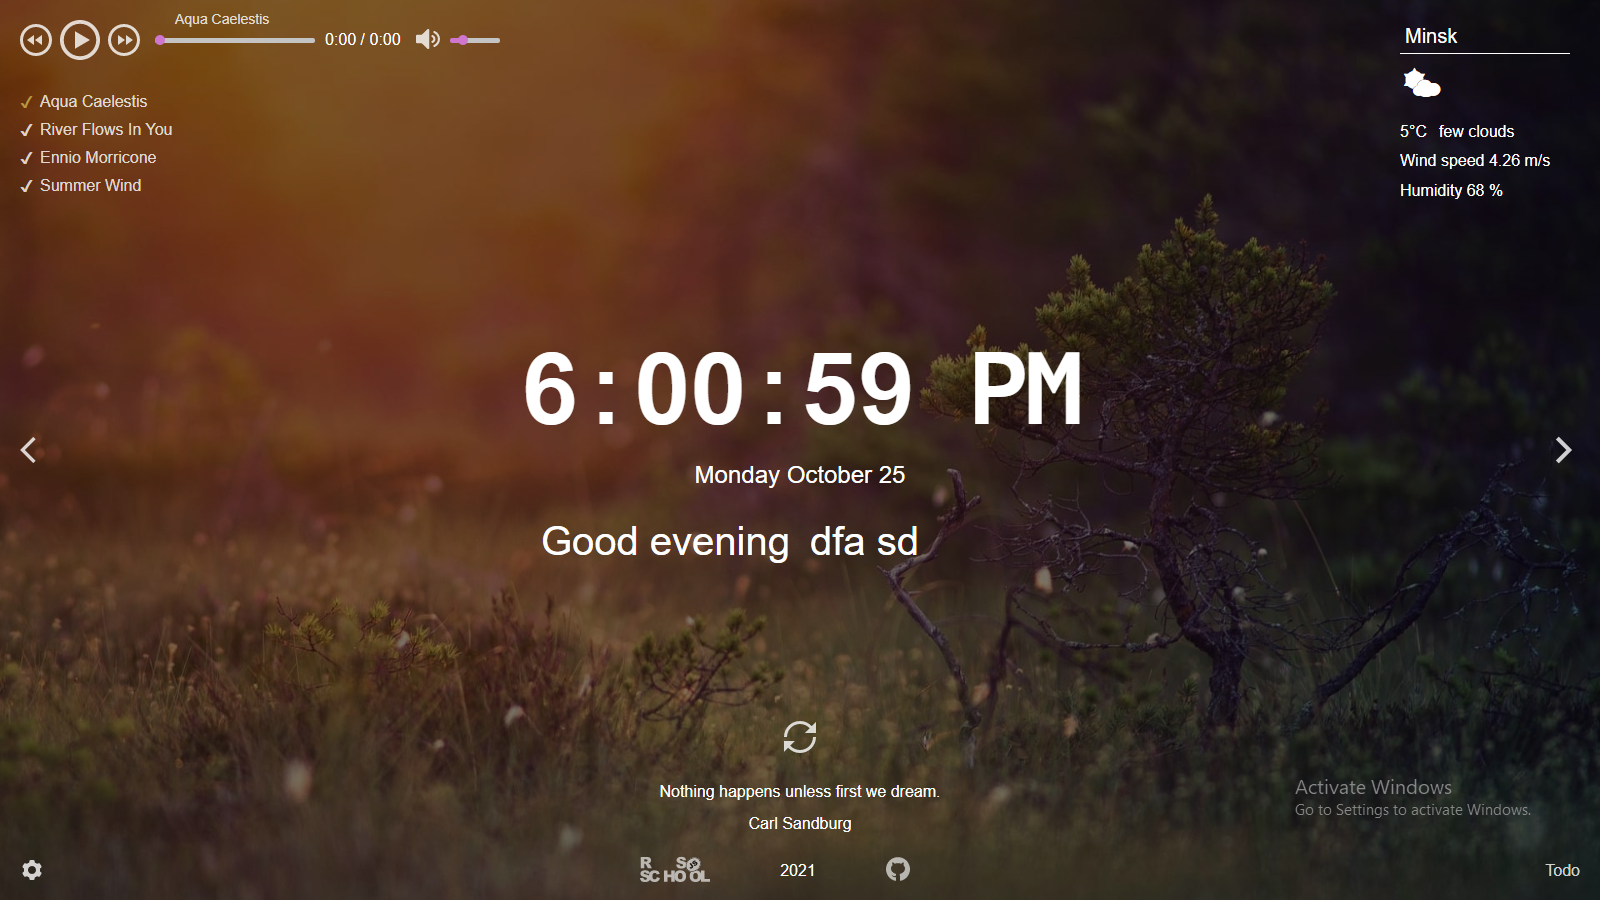 Aqua Caelestis
0:00 / 0:00
Aqua Caelestis
River Flows In You
Ennio Morricone
Summer Wind
Minsk
5°C few clouds
Wind speed 4.26 m/s
Humidity 68 %
6:00:59 PM
Monday October 25
Good evening dfa sd
Nothing happens unless first we dream.
Carl Sandburg
Activate Windows
Go to Settings to activate Windows.
RS
SCHOOL
2021
Todo